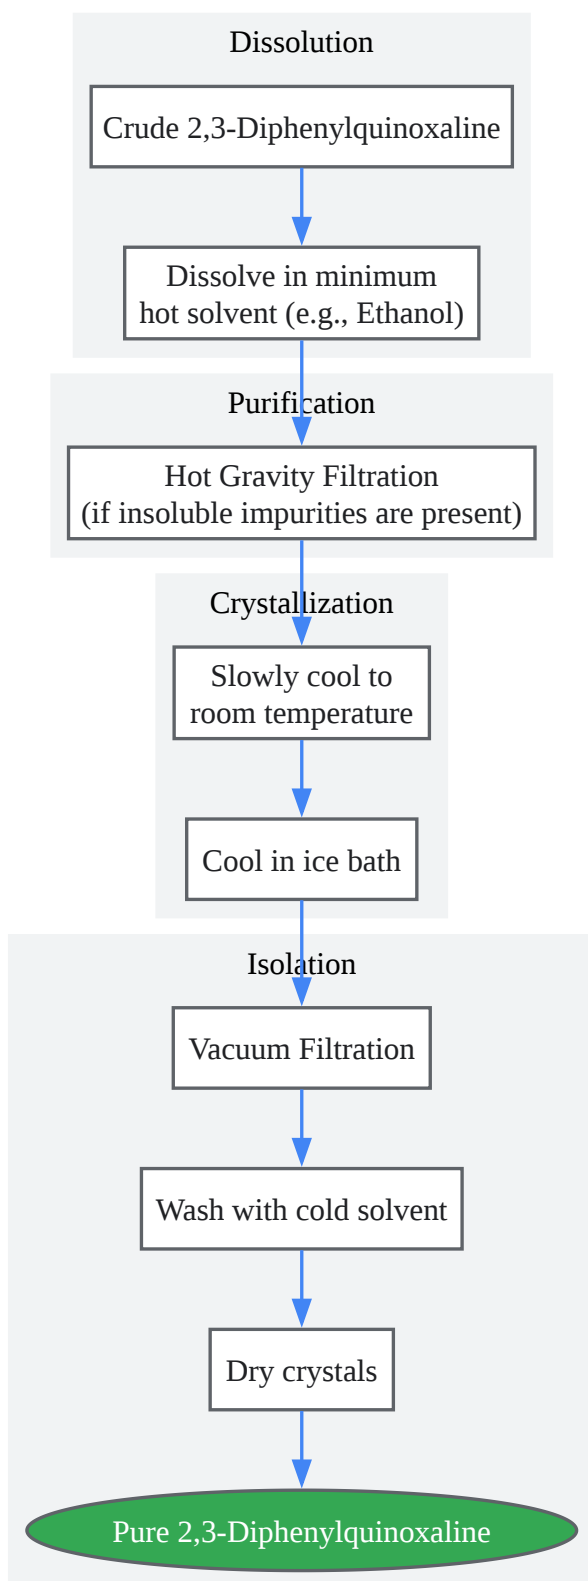 Dissolution
Crude 2,3-Diphenylquinoxaline
Dissolve in minimum
hot solvent (e.g., Ethanol)
Purification
Hot Gravity Filtration
(if insoluble impurities are present)
Crystallization
Slowly cool to
room temperature
Cool in ice bath
Isolation
Vacuum Filtration
Wash with cold solvent
Dry crystals
Pure 2,3-Diphenylquinoxaline